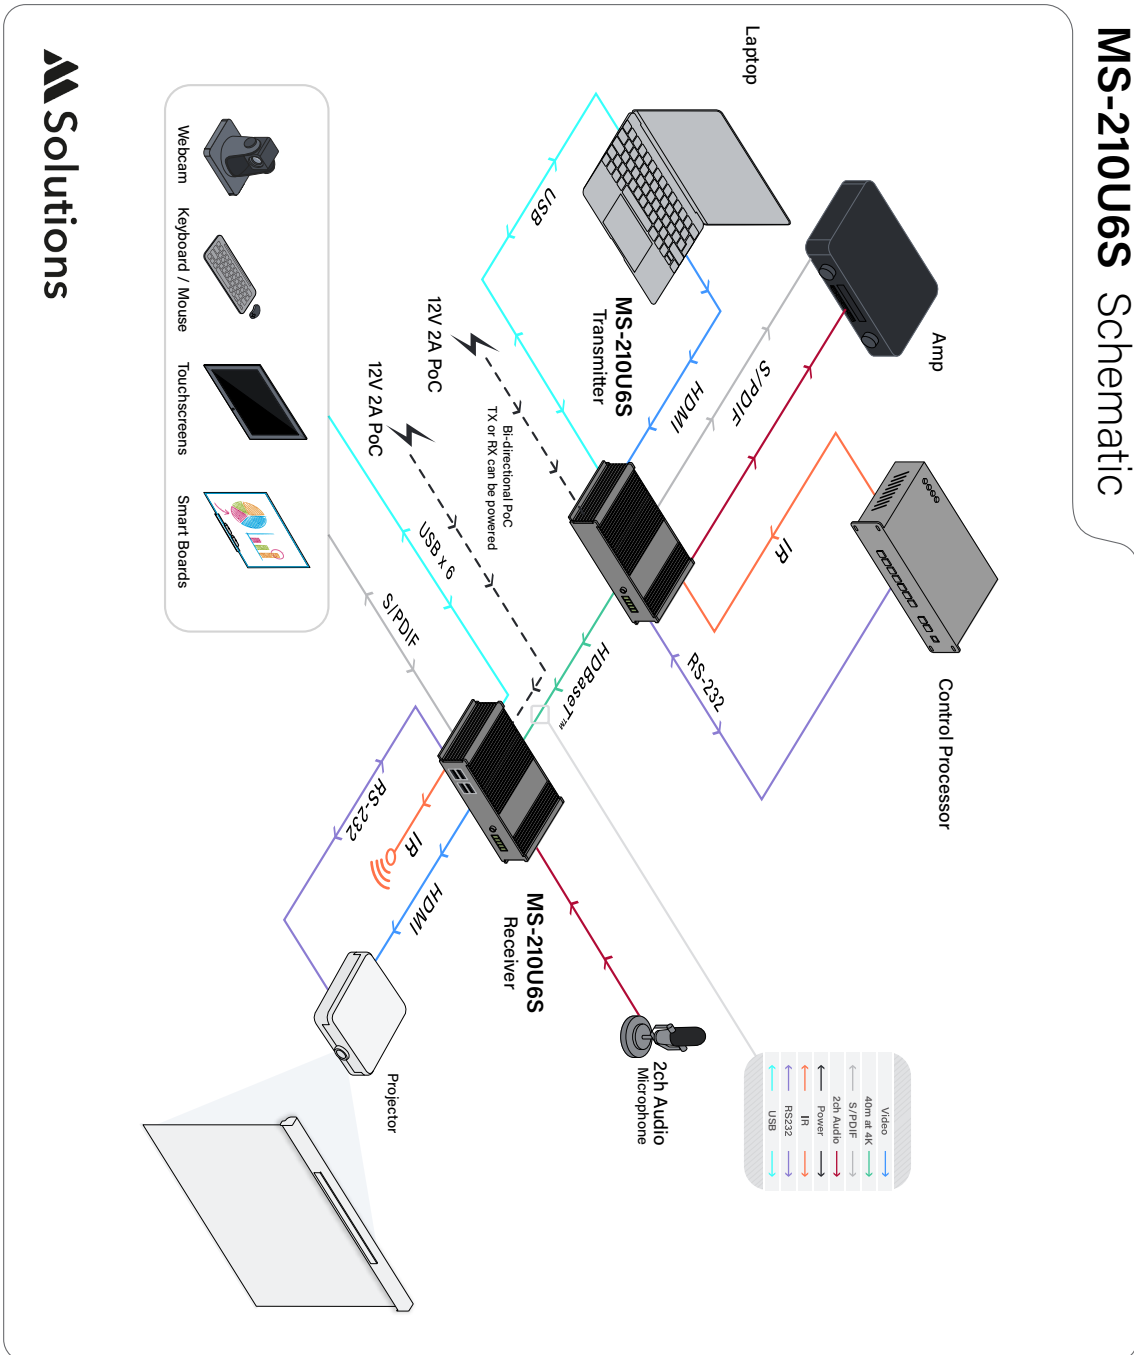 MS-210U6S Schematic
Laptop
Amp
Control Processor
USB
HDMI
S/PDIF
IR
RS-232
MS-210U6S
Transmitter
12V 2A PoC
12V 2A PoC
Bi-directional PoC
TX or RX can be powered
HDBaseT™
USB x 6
S/PDIF
RS-232
IR
HDMI
MS-210U6S
Receiver
2ch Audio
Microphone
Projector
Webcam
Keyboard / Mouse
Touchscreens
Smart Boards
Video
40m at 4K
S/PDIF
2ch Audio
Power
IR
RS232
USB
Solutions